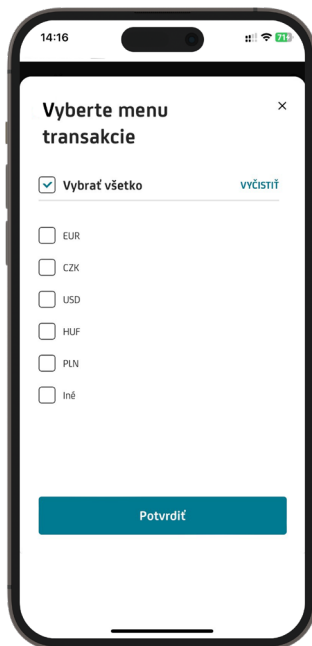 14:16
71
Vyberte menu
transakcie
Vybrať všetko VYČISTIŤ
EUR
CZK
USD
HUF
PLN
Iné
Potvrdiť